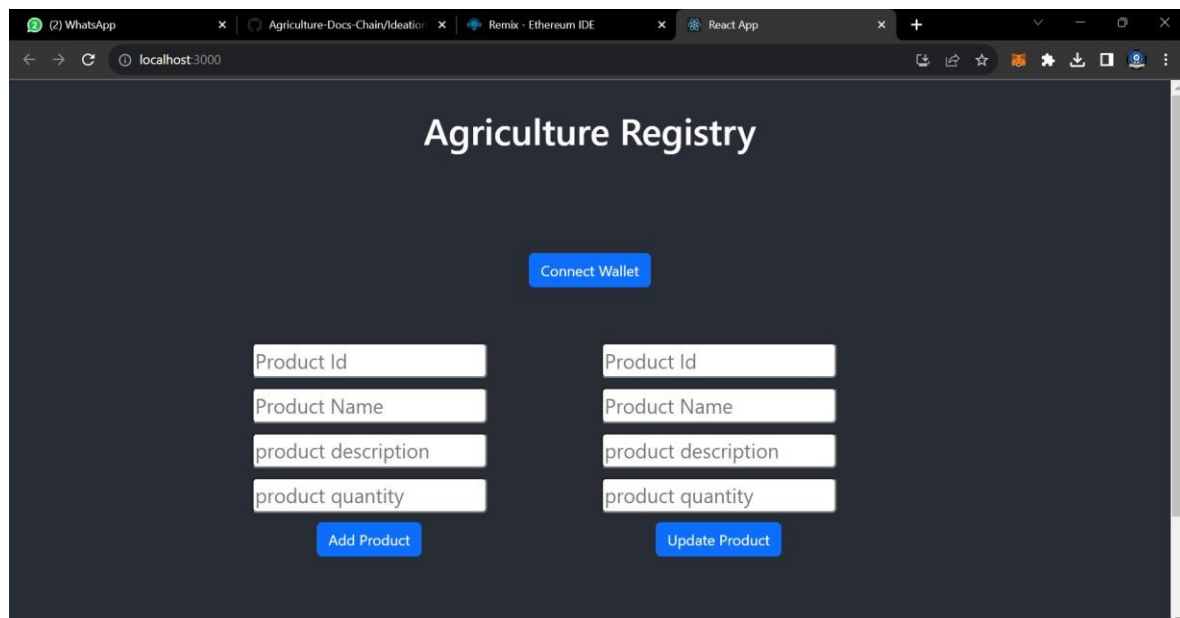 (2) WhatsApp
Agriculture-Docs-Chain/Ideation
Remix - Ethereum IDE
React App
localhost:3000
Agriculture Registry
Connect Wallet
Product Id
Product Id
Product Name
Product Name
product description
product description
product quantity
product quantity
Add Product
Update Product